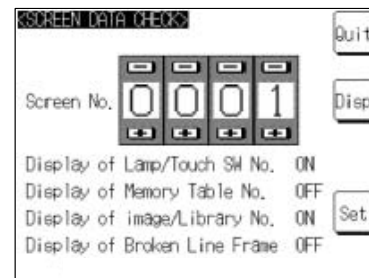 <SCREEN DATA CHECK>
Quit
Screen No. 0001
Disp
Display of Lamp/Touch SW No. ON
Display of Memory Table No. OFF
Display of image/Library No. ON
Set
Display of Broken Line Frame OFF